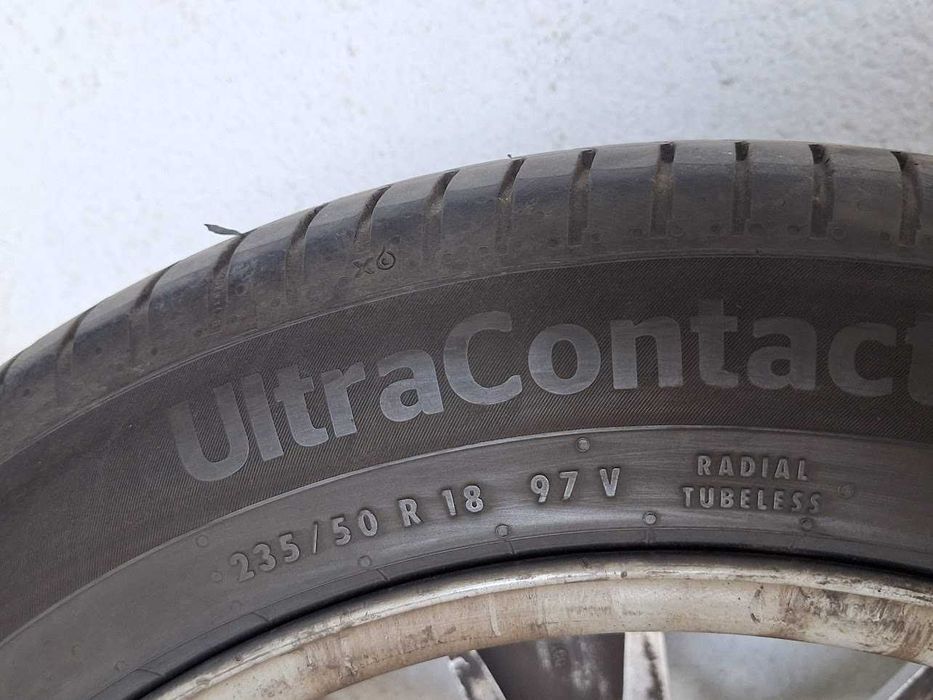 UltraContact
235/50 R 18 97 V
RADIAL
TUBELESS